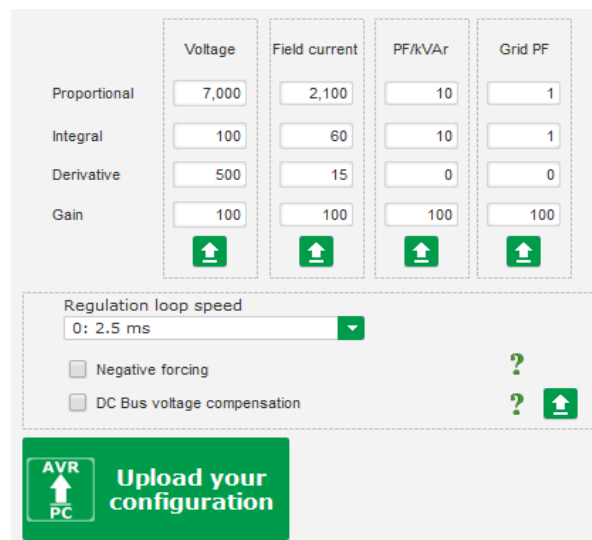 Voltage Field current PF/kVAr Grid PF
Proportional 7,000 2,100 10 1
Integral 100 60 10 1
Derivative 500 15 0 0
Gain 100 100 100 100
Regulation loop speed
0: 2.5 ms
Negative forcing ?
DC Bus voltage compensation ?
AVR
PC
Upload your
configuration